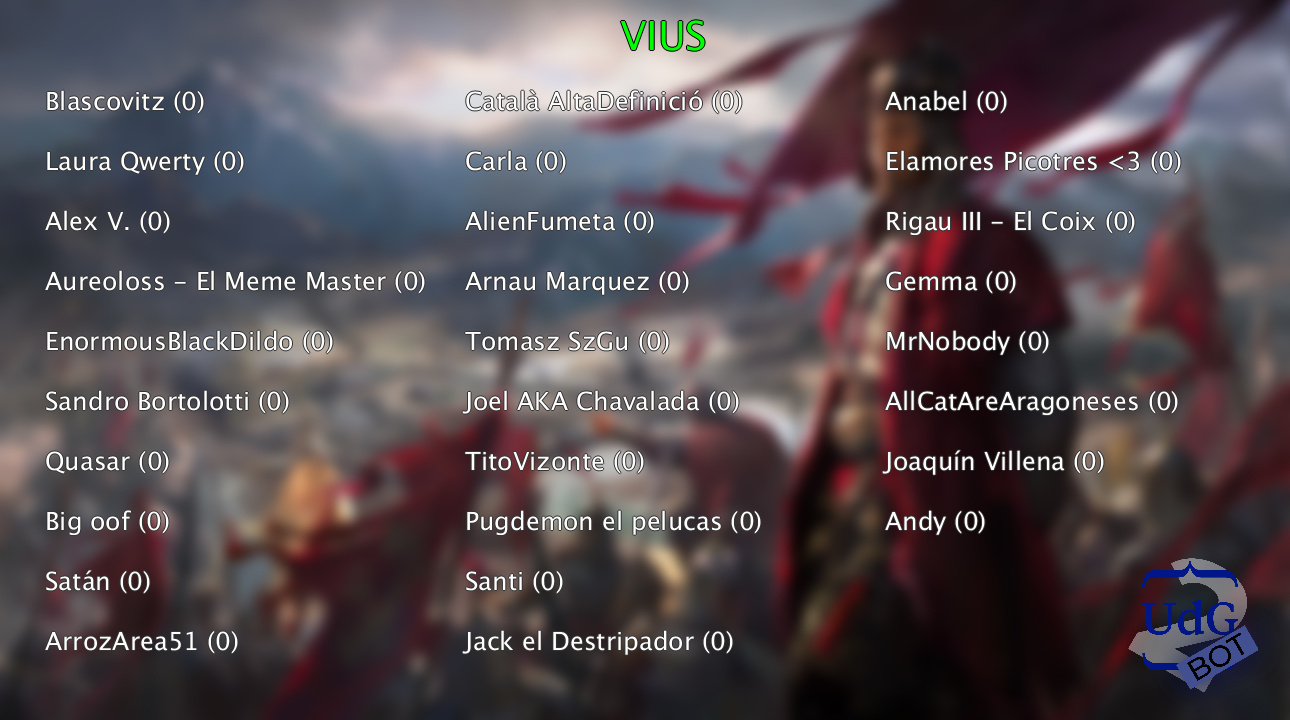 VIUS
Blascovitz (0)
Laura Qwerty (0)
Alex V. (0)
Aureoloss - El Meme Master (0)
EnormousBlackDildo (0)
Sandro Bortolotti (0)
Quasar (0)
Big oof (0)
Satán (0)
ArrozArea51 (0)
Català AltaDefinició (0)
Carla (0)
AlienFumeta (0)
Arnau Marquez (0)
Tomasz SzGu (0)
Joel AKA Chavalada (0)
TitoVizonte (0)
Pugdemon el pelucas (0)
Santi (0)
Jack el Destripador (0)
Anabel (0)
Elamores Picotres <3 (0)
Rigau III - El Coix (0)
Gemma (0)
MrNobody (0)
AllCatAreAragoneses (0)
Joaquín Villena (0)
Andy (0)
UdG
BOT